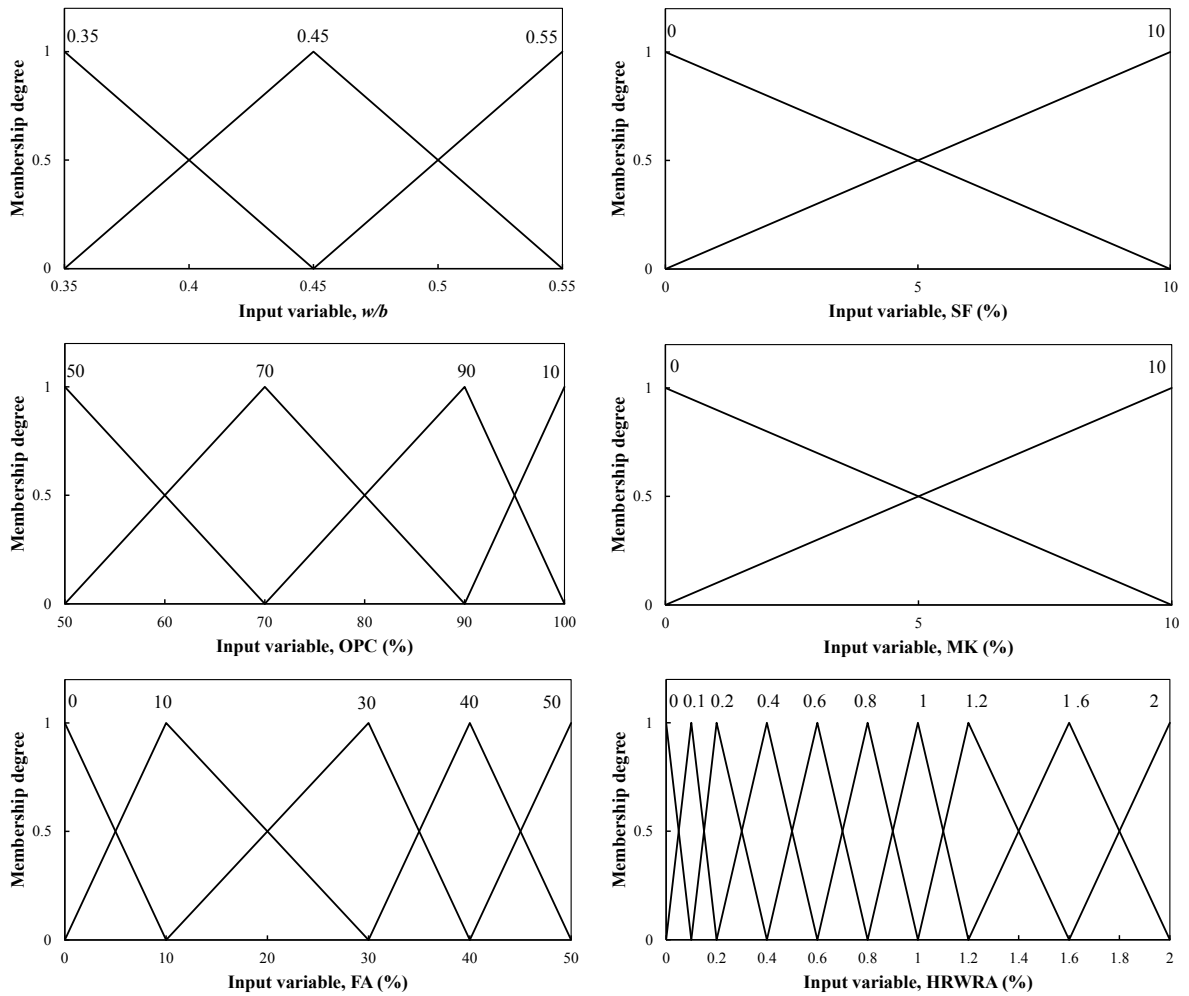 0.35 0.45 0.55
1
0.5
0
0.35 0.4 0.45 0.5 0.55
Membership degree
Input variable, w/b
0 10
1
0.5
0
0 5 10
Membership degree
Input variable, SF (%)
50 70 90 10
1
0.5
0
50 60 70 80 90 100
Membership degree
Input variable, OPC (%)
0 10
1
0.5
0
0 5 10
Membership degree
Input variable, MK (%)
0 10 30 40 50
1
0.5
0
0 10 20 30 40 50
Membership degree
Input variable, FA (%)
0 0.1 0.2 0.4 0.6 0.8 1 1.2 1.6 2
1
0.5
0
0 0.2 0.4 0.6 0.8 1 1.2 1.4 1.6 1.8 2
Membership degree
Input variable, HRWRA (%)